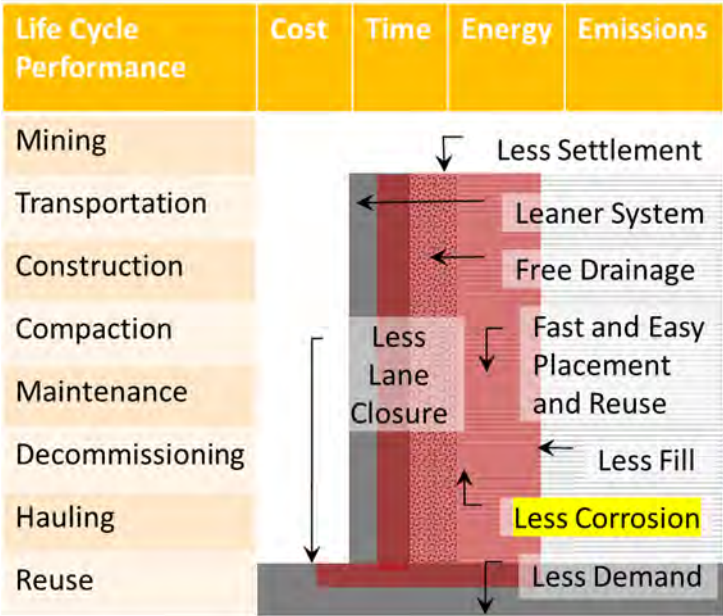 Life Cycle
Performance
Cost
Time
Energy
Emissions
Mining
Transportation
Construction
Compaction
Maintenance
Decommissioning
Hauling
Reuse
Less Settlement
Leaner System
Free Drainage
Less
Lane
Closure
Fast and Easy
Placement
and Reuse
Less Fill
Less Corrosion
Less Demand